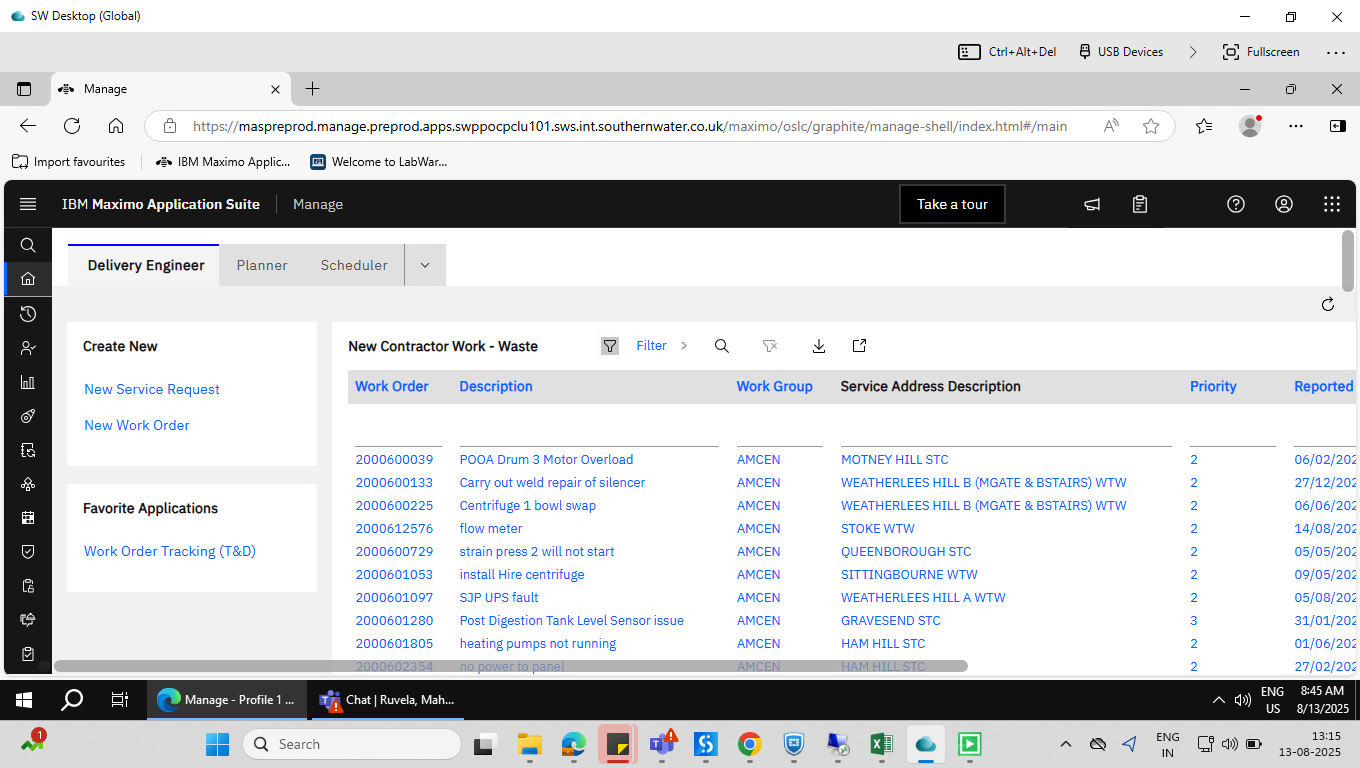 SW Desktop (Global)
Ctrl+Alt+Del USB Devices Fullscreen
Manage
https://maspreprod.manage.preprod.apps.swppocpclu101.sws.int.southernwater.co.uk/maximo/oslc/graphite/manage-shell/index.html#/main
Import favourites IBM Maximo Applic... Welcome to LabWar...
IBM Maximo Application Suite Manage Take a tour
Delivery Engineer Planner Scheduler
Create New
New Service Request
New Work Order
Favorite Applications
Work Order Tracking (T&D)
New Contractor Work - Waste Filter
Work Order Description Work Group Service Address Description Priority Reported
2000600039 POOA Drum 3 Motor Overload AMCEN MOTNEY HILL STC 2 06/02/202
2000600133 Carry out weld repair of silencer AMCEN WEATHERLEES HILL B (MGATE & BSTAIRS) WTW 2 27/12/202
2000600225 Centrifuge 1 bowl swap AMCEN WEATHERLEES HILL B (MGATE & BSTAIRS) WTW 2 06/06/202
2000612576 flow meter AMCEN STOKE WTW 2 14/08/202
2000600729 strain press 2 will not start AMCEN QUEENBOROUGH STC 2 05/05/202
2000601053 install Hire centrifuge AMCEN SITTINGBOURNE WTW 2 09/05/202
2000601097 SJP UPS fault AMCEN WEATHERLEES HILL A WTW 2 05/08/202
2000601280 Post Digestion Tank Level Sensor issue AMCEN GRAVESEND STC 3 31/01/202
2000601805 heating pumps not running AMCEN HAM HILL STC 2 01/06/202
2000602354 no power to panel AMCEN HAM HILL STC 2 27/02/202
Manage - Profile 1 ... Chat | Ruvela, Mah... ENG US 8:45 AM 8/13/2025
1 Search ENG IN 13:15 13-08-2025